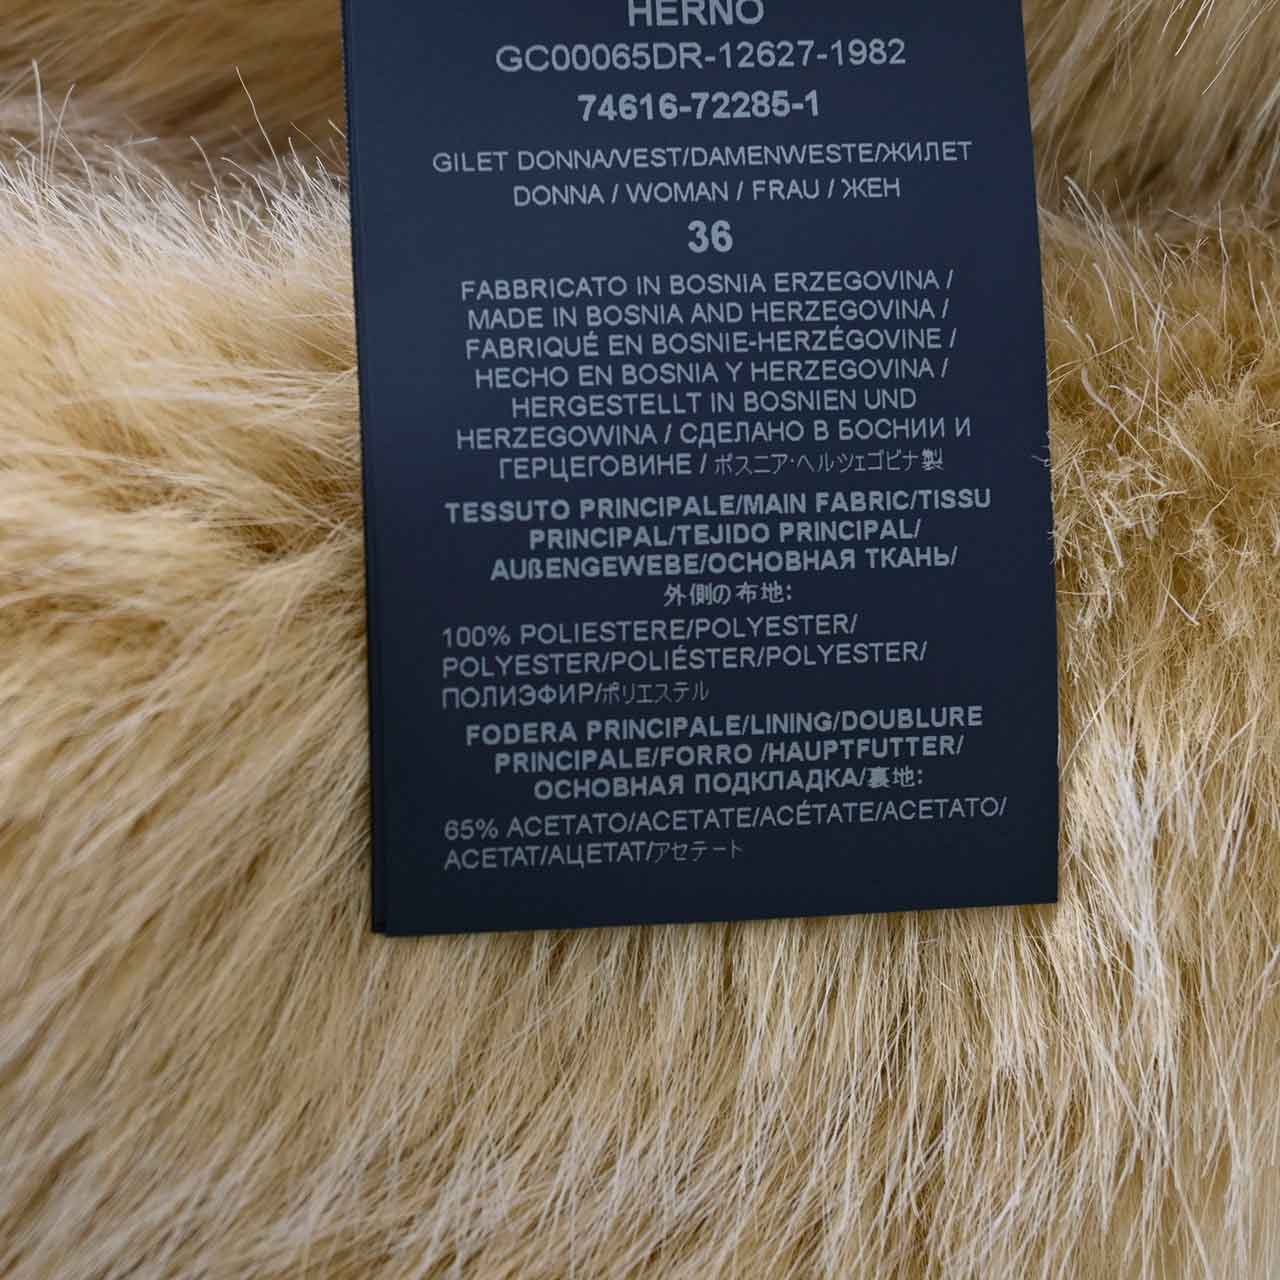 HERNO
GC00065DR-12627-1982
74616-72285-1
GILET DONNA/VEST/DAMENWESTE/ЖИЛЕТ
DONNA / WOMAN / FRAU / ЖЕН
36
FABBRICATO IN BOSNIA ERZEGOVINA /
MADE IN BOSNIA AND HERZEGOVINA /
FABRIQUÉ EN BOSNIE-HERZÉGOVINE /
HECHO EN BOSNIA Y HERZEGOVINA /
HERGESTELLT IN BOSNIEN UND
HERZEGOWINA / СДЕЛАНО В БОСНИИ И
ГЕРЦЕГОВИНЕ / ボスニア·ヘルツェゴビナ製
TESSUTO PRINCIPALE/MAIN FABRIC/TISSU
PRINCIPAL/TEJIDO PRINCIPAL/
AUßENGEWEBE/ОСНОВНАЯ ТКАНЬ/
外側の布地:
100% POLIESTERE/POLYESTER/
POLYESTER/POLIÉSTER/POLYESTER/
ПОЛИЭФИР/ポリエステル
FODERA PRINCIPALE/LINING/DOUBLURE
PRINCIPALE/FORRO /HAUPTFUTTER/
ОСНОВНАЯ ПОДКЛАДКА/裏地:
65% ACETATO/ACETATE/ACÉTATE/ACETATO/
ACETAT/АЦЕТАТ/アセテート